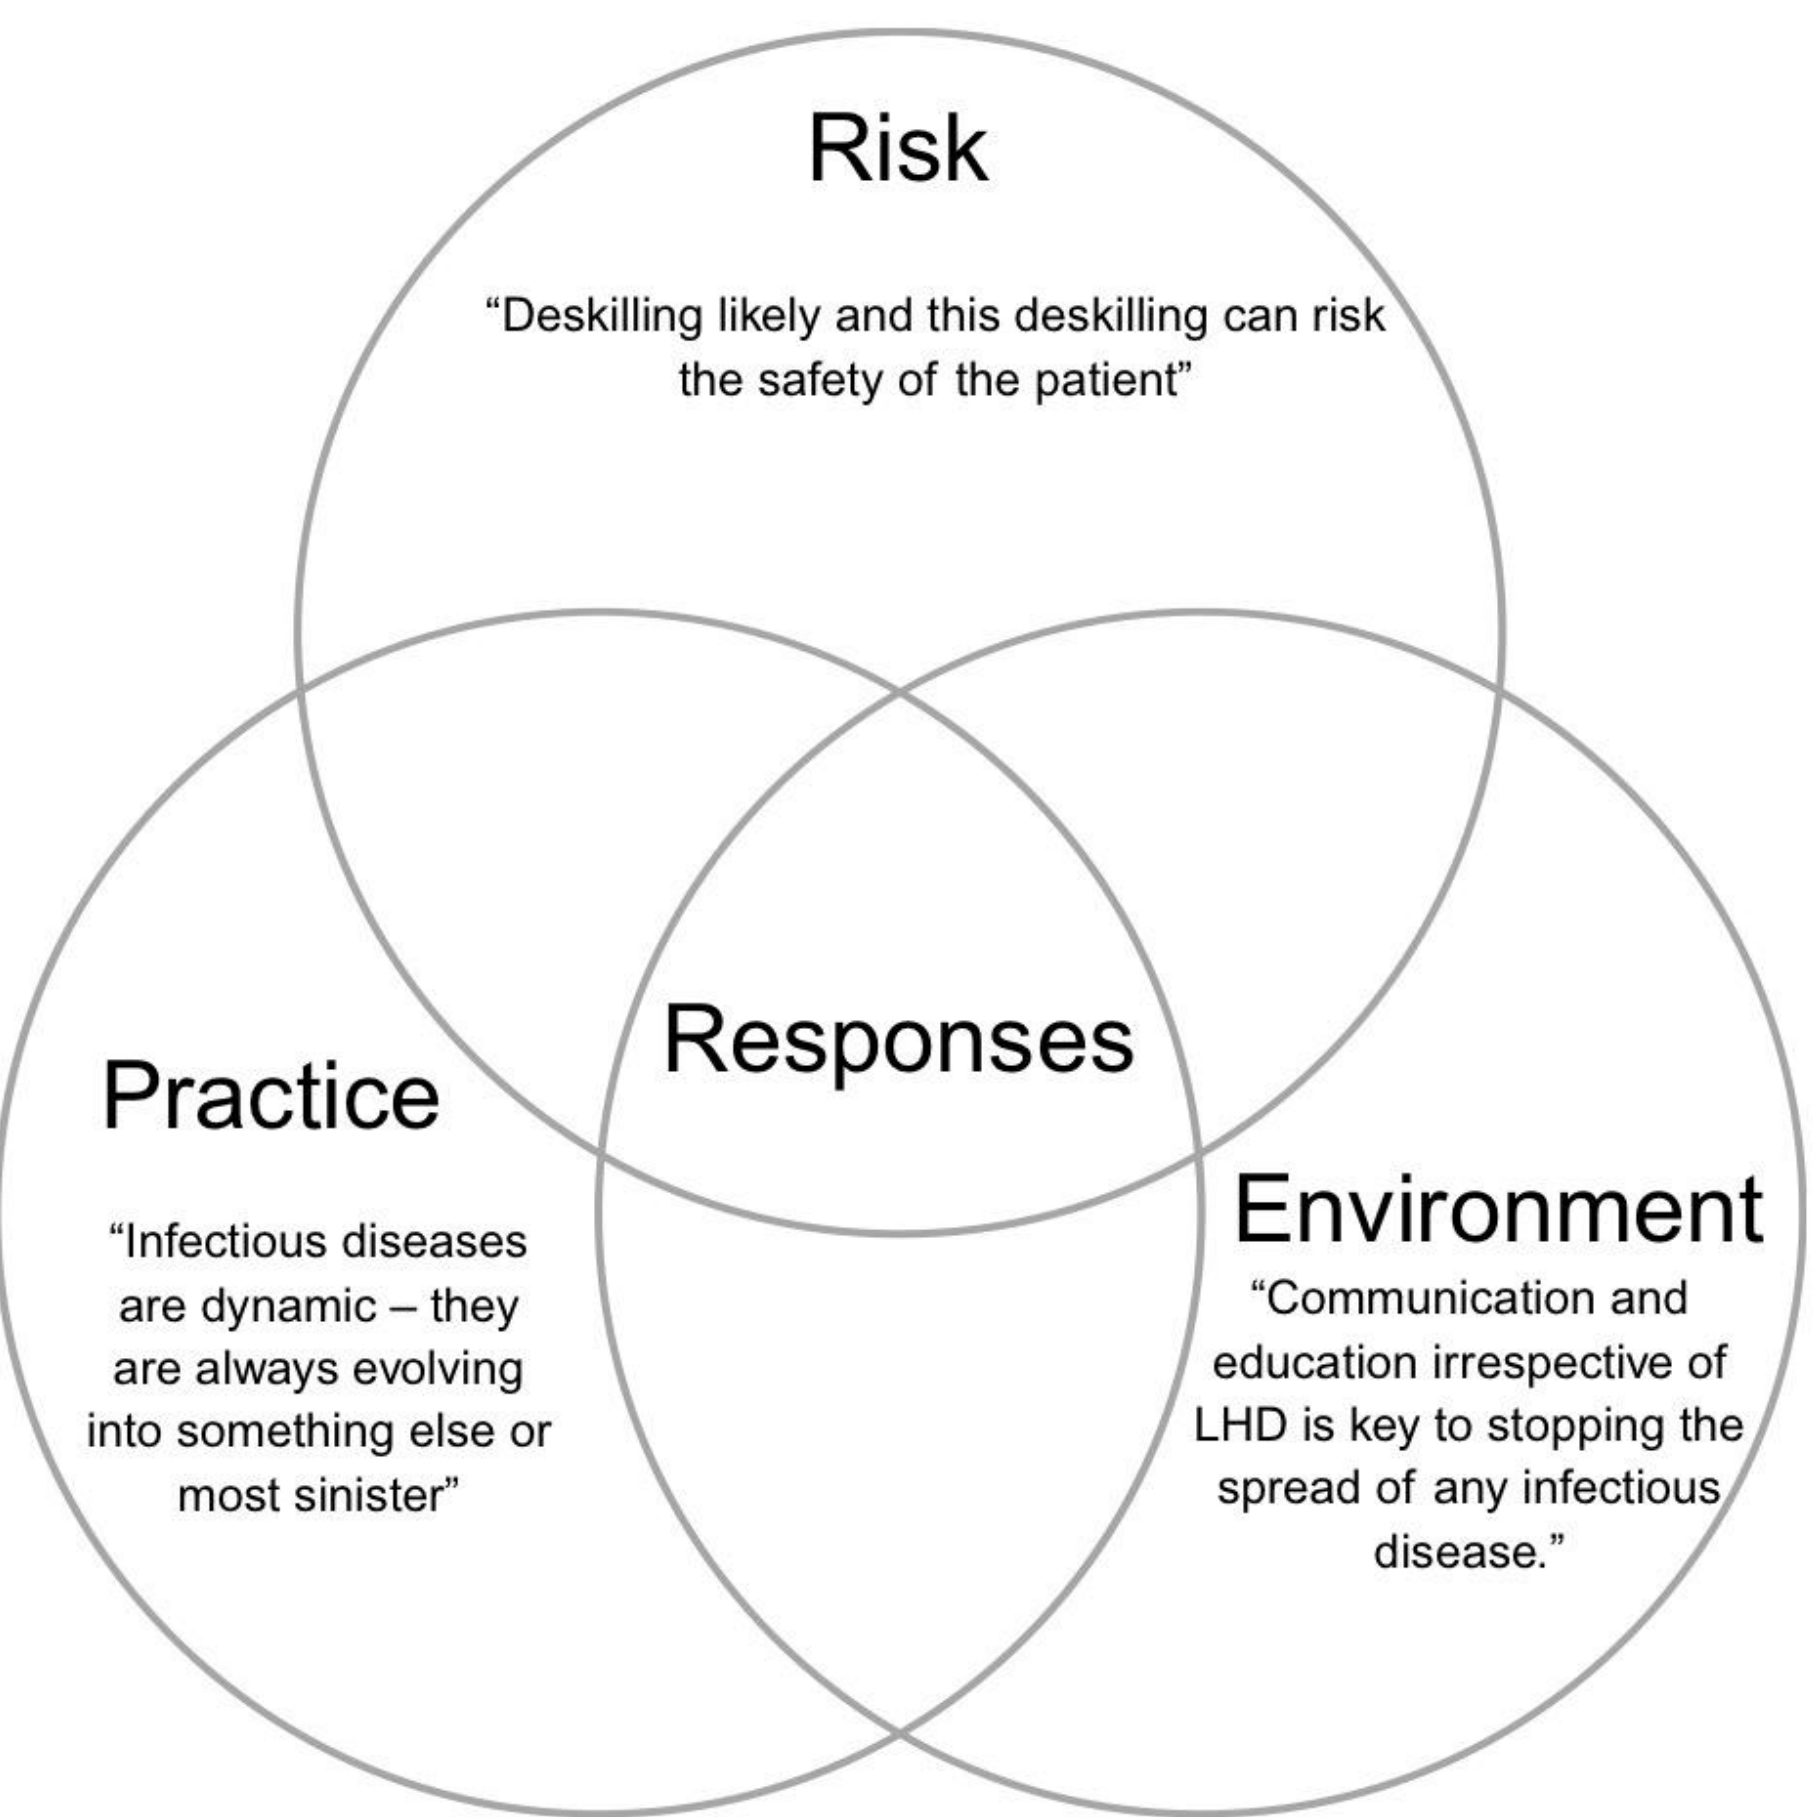 Risk
“Deskilling likely and this deskilling can risk
the safety of the patient”
Responses
Practice
“Infectious diseases
are dynamic – they
are always evolving
into something else or
most sinister”
Environment
“Communication and
education irrespective of
LHD is key to stopping the
spread of any infectious
disease.”